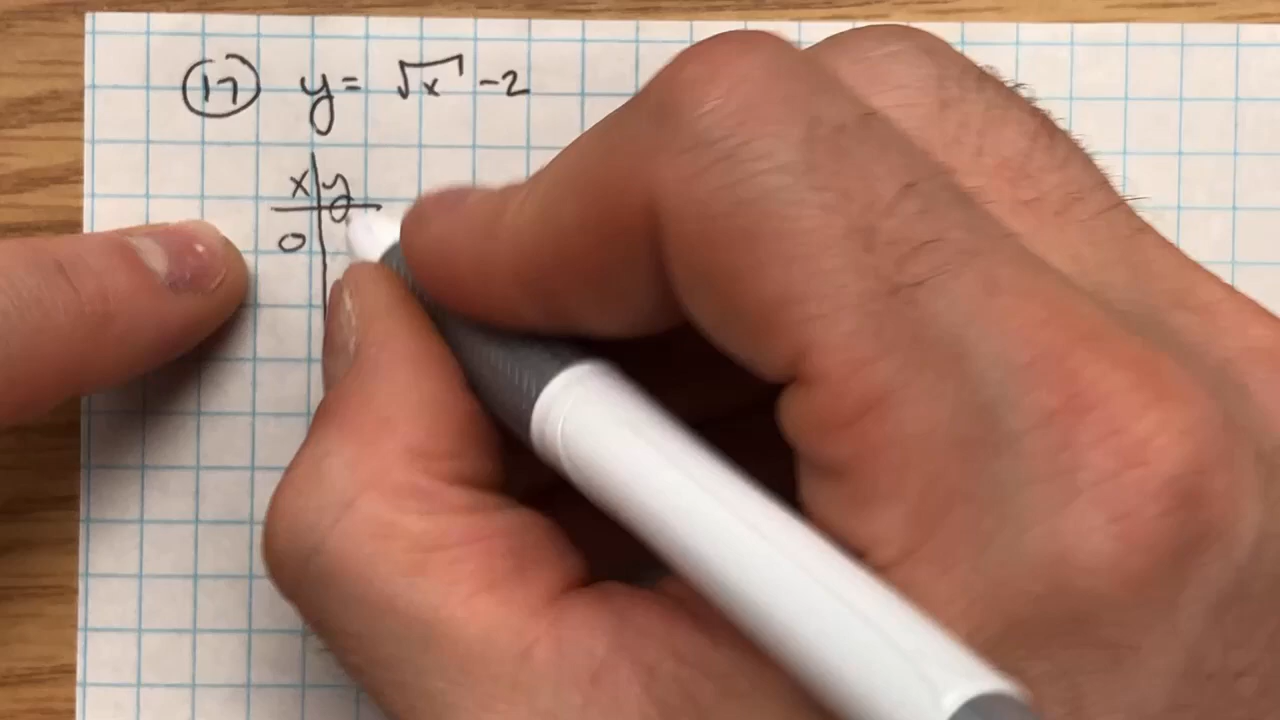 17 y = √x - 2
x y
0